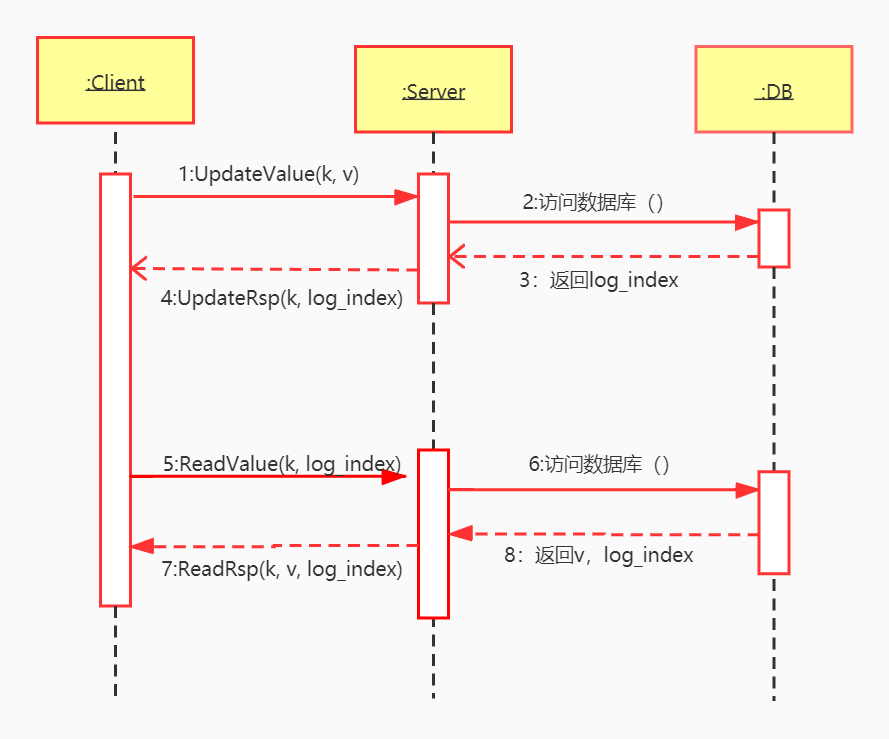 :Client
:Server
:DB
1:UpdateValue(k, v)
2:访问数据库（）
3：返回log_index
4:UpdateRsp(k, log_index)
5:ReadValue(k, log_index)
6:访问数据库（）
8：返回v，log_index
7:ReadRsp(k, v, log_index)